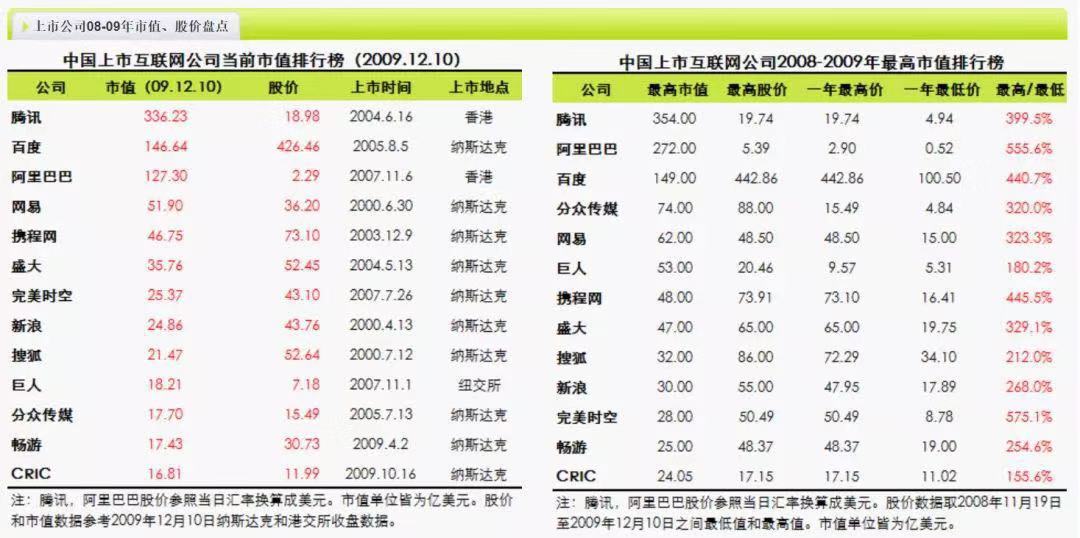 上市公司08-09年市值、股价盘点
中国上市互联网公司当前市值排行榜（2009.12.10）
公司 市值（09.12.10） 股价 上市时间 上市地点
腾讯 336.23 18.98 2004.6.16 香港
百度 146.64 426.46 2005.8.5 纳斯达克
阿里巴巴 127.30 2.29 2007.11.6 香港
网易 51.90 36.20 2000.6.30 纳斯达克
携程网 46.75 73.10 2003.12.9 纳斯达克
盛大 35.76 52.45 2004.5.13 纳斯达克
完美时空 25.37 43.10 2007.7.26 纳斯达克
新浪 24.86 43.76 2000.4.13 纳斯达克
搜狐 21.47 52.64 2000.7.12 纳斯达克
巨人 18.21 7.18 2007.11.1 纽交所
分众传媒 17.70 15.49 2005.7.13 纳斯达克
畅游 17.43 30.73 2009.4.2 纳斯达克
CRIC 16.81 11.99 2009.10.16 纳斯达克
注：腾讯，阿里巴巴股价参照当日汇率换算成美元。市值单位皆为亿美元。股价
和市值数据参考2009年12月10日纳斯达克和港交所收盘数据。
中国上市互联网公司2008-2009年最高市值排行榜
公司 最高市值 最高股价 一年最高价 一年最低价 最高/最低
腾讯 354.00 19.74 19.74 4.94 399.5%
阿里巴巴 272.00 5.39 2.90 0.52 555.6%
百度 149.00 442.86 442.86 100.50 440.7%
分众传媒 74.00 88.00 15.49 4.84 320.0%
网易 62.00 48.50 48.50 15.00 323.3%
巨人 53.00 20.46 9.57 5.31 180.2%
携程网 48.00 73.91 73.10 16.41 445.5%
盛大 47.00 65.00 65.00 19.75 329.1%
搜狐 32.00 86.00 72.29 34.10 212.0%
新浪 30.00 55.00 47.95 17.89 268.0%
完美时空 28.00 50.49 50.49 8.78 575.1%
畅游 25.00 48.37 48.37 19.00 254.6%
CRIC 24.05 17.15 17.15 11.02 155.6%
注：腾讯，阿里巴巴股价参照当日汇率换算成美元。股价数据取2008年11月19日
至2009年12月10日之间最低值和最高值。市值单位皆为亿美元。